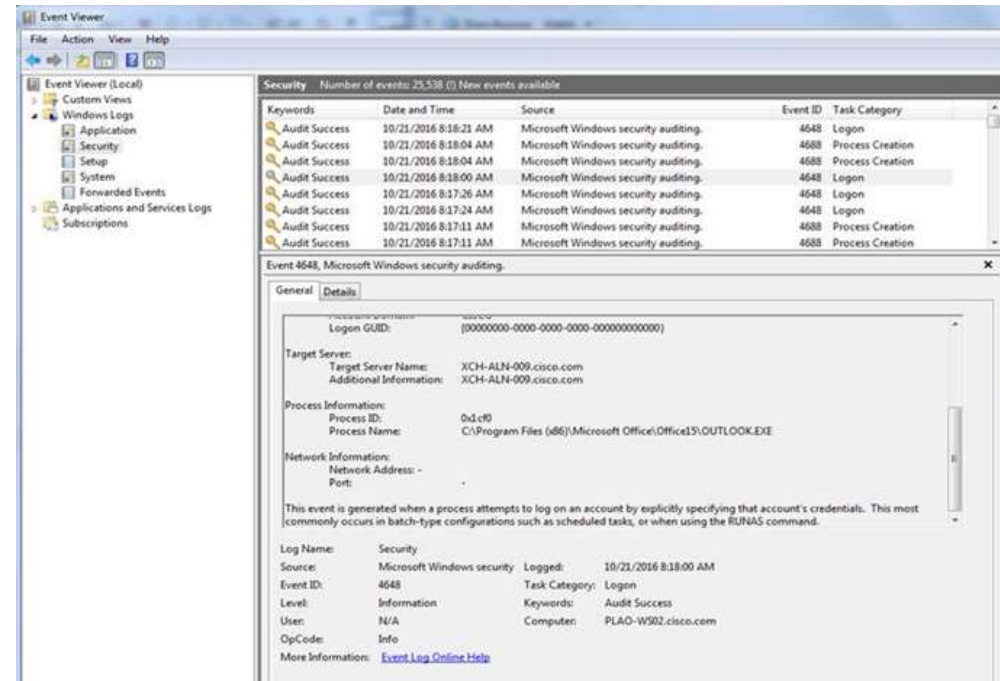 Event Viewer
File Action View Help
Event Viewer (Local)
Custom Views
Windows Logs
Application
Security
Setup
System
Forwarded Events
Applications and Services Logs
Subscriptions
Security Number of events: 25,538 (!) New events available
Keywords Date and Time Source Event ID Task Category
Audit Success 10/21/2016 8:18:21 AM Microsoft Windows security auditing. 4648 Logon
Audit Success 10/21/2016 8:18:04 AM Microsoft Windows security auditing. 4688 Process Creation
Audit Success 10/21/2016 8:18:04 AM Microsoft Windows security auditing. 4688 Process Creation
Audit Success 10/21/2016 8:18:00 AM Microsoft Windows security auditing. 4648 Logon
Audit Success 10/21/2016 8:17:26 AM Microsoft Windows security auditing. 4648 Logon
Audit Success 10/21/2016 8:17:24 AM Microsoft Windows security auditing. 4648 Logon
Audit Success 10/21/2016 8:17:11 AM Microsoft Windows security auditing. 4688 Process Creation
Audit Success 10/21/2016 8:17:11 AM Microsoft Windows security auditing. 4688 Process Creation
Event 4648, Microsoft Windows security auditing.
General Details
Logon GUID: {00000000-0000-0000-0000-000000000000}
Target Server:
Target Server Name: XCH-ALN-009.cisco.com
Additional Information: XCH-ALN-009.cisco.com
Process Information:
Process ID: 0x1cf0
Process Name: C:\Program Files (x86)\Microsoft Office\Office15\OUTLOOK.EXE
Network Information:
Network Address: -
Port: -
This event is generated when a process attempts to log on an account by explicitly specifying that account's credentials. This most
commonly occurs in batch-type configurations such as scheduled tasks, or when using the RUNAS command.
Log Name: Security
Source: Microsoft Windows security Logged: 10/21/2016 8:18:00 AM
Event ID: 4648 Task Category: Logon
Level: Information Keywords: Audit Success
User: N/A Computer: PLAO-WS02.cisco.com
OpCode: Info
More Information: Event Log Online Help